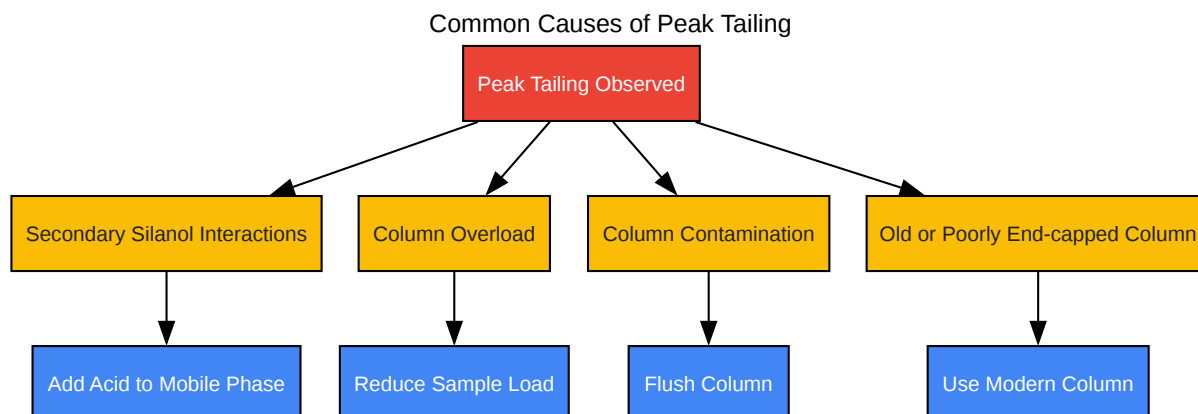 Common Causes of Peak Tailing
Peak Tailing Observed
Secondary Silanol Interactions
Column Overload
Column Contamination
Old or Poorly End-capped Column
Add Acid to Mobile Phase
Reduce Sample Load
Flush Column
Use Modern Column